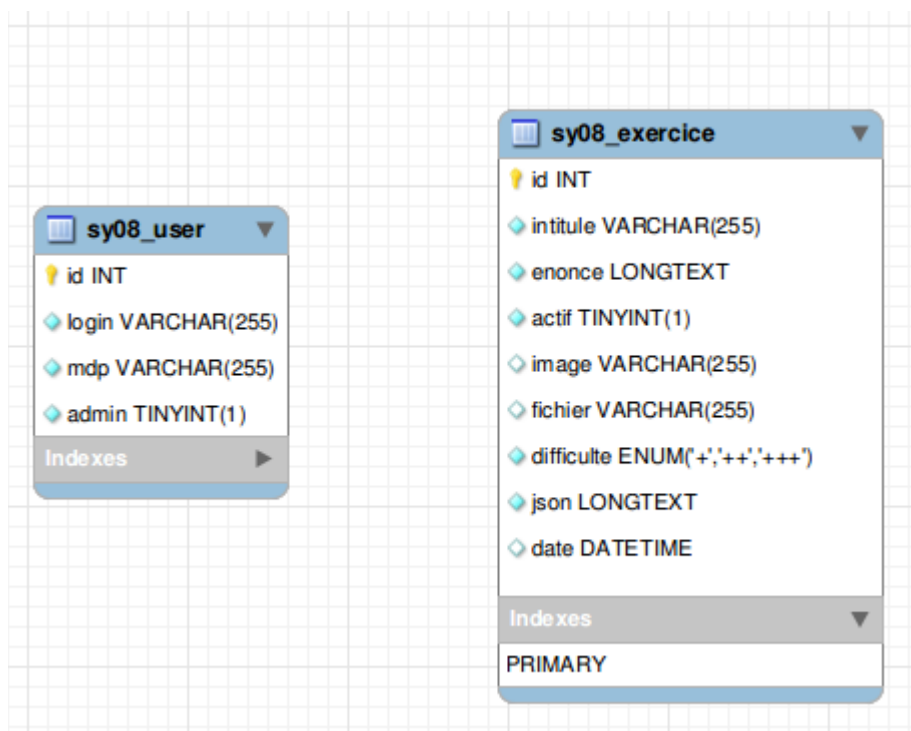 sy08_user
id INT
login VARCHAR(255)
mdp VARCHAR(255)
admin TINYINT(1)
Indexes
sy08_exercice
id INT
intitule VARCHAR(255)
enonce LONGTEXT
actif TINYINT(1)
image VARCHAR(255)
fichier VARCHAR(255)
difficulte ENUM('+','++','+++')
json LONGTEXT
date DATETIME
Indexes
PRIMARY